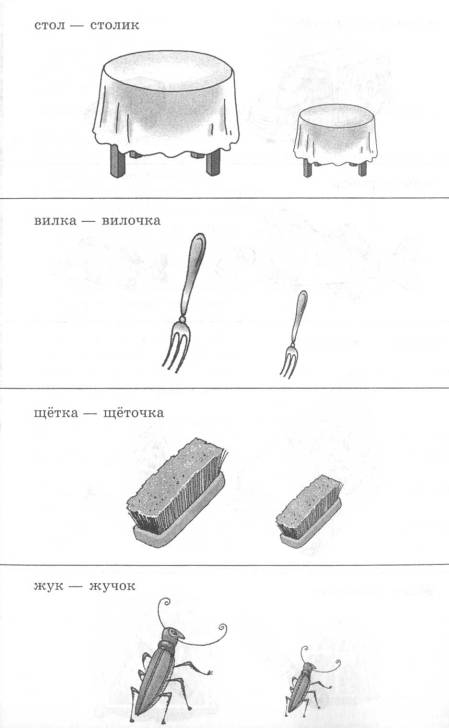 стол — столик
вилка — вилочка
щётка — щёточка
жук — жучок